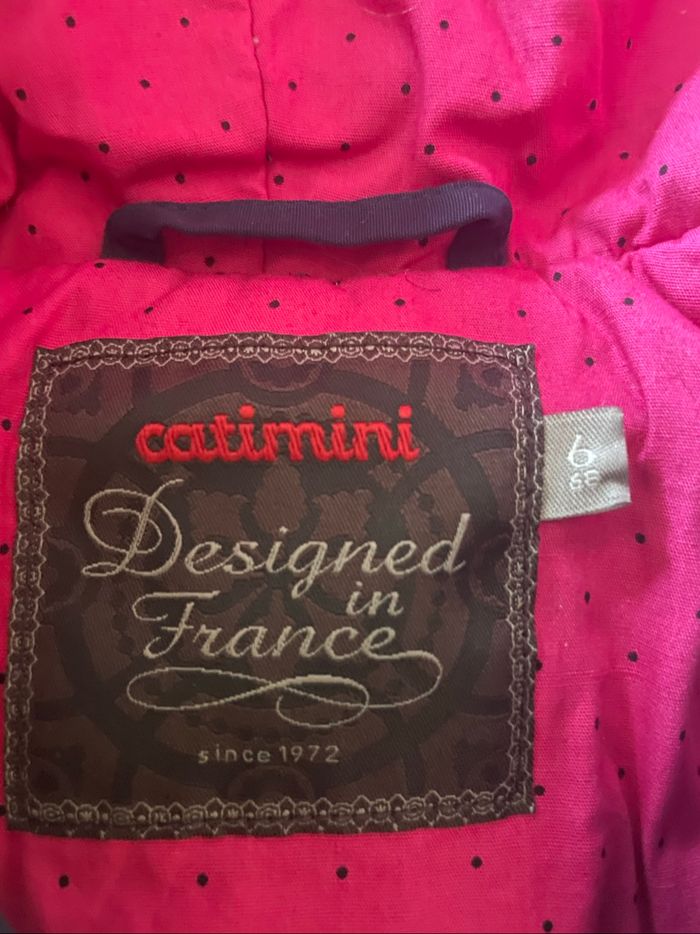 catimini
Designed
in
France
since 1972
6